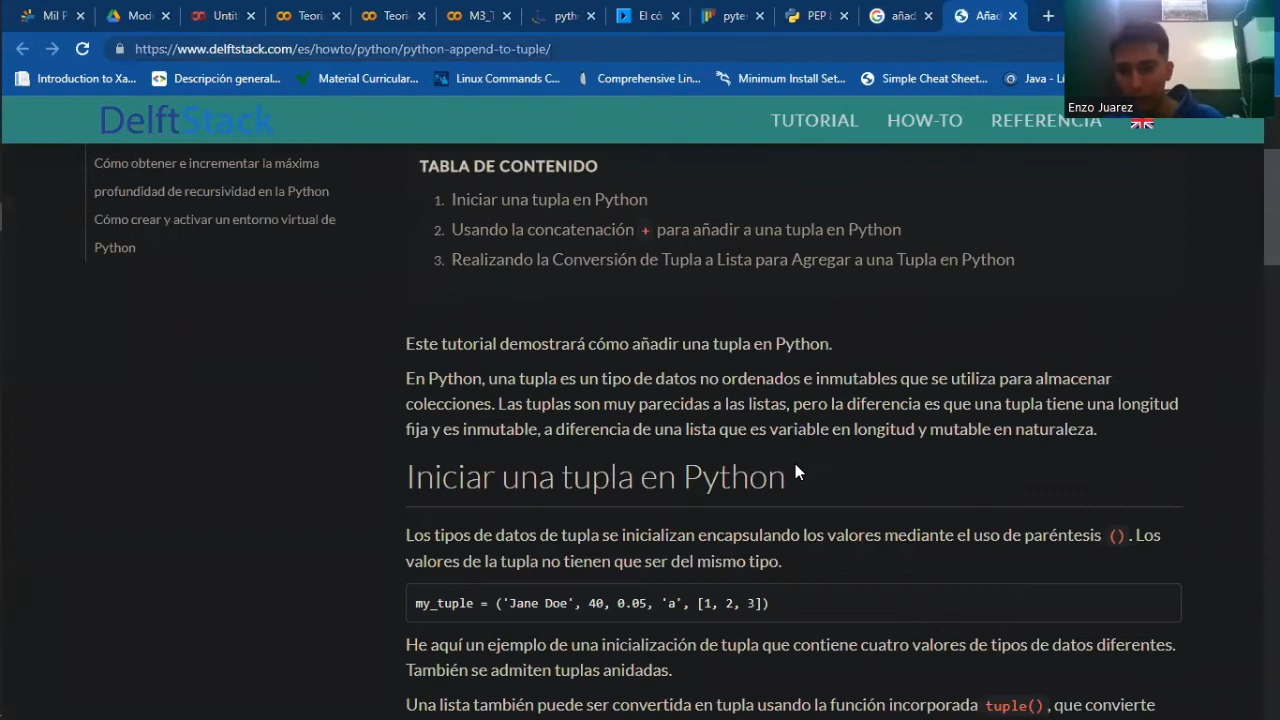 Mil P
Mode
Unti
Teori
Teori
M3_T
pyth
El có
pyte
PEP 8
añad
Añad
https://www.delftstack.com/es/howto/python/python-append-to-tuple/
Introduction to Xa...
Descripción general...
Material Curricular...
Linux Commands C...
Comprehensive Lin...
Minimum Install Set...
Simple Cheat Sheet...
Java - Li
Enzo Juarez
DelftStack
TUTORIAL
HOW-TO
REFERENCIA
Cómo obtener e incrementar la máxima
profundidad de recursividad en la Python
Cómo crear y activar un entorno virtual de
Python
TABLA DE CONTENIDO
1. Iniciar una tupla en Python
2. Usando la concatenación + para añadir a una tupla en Python
3. Realizando la Conversión de Tupla a Lista para Agregar a una Tupla en Python
Este tutorial demostrará cómo añadir una tupla en Python.
En Python, una tupla es un tipo de datos no ordenados e inmutables que se utiliza para almacenar
colecciones. Las tuplas son muy parecidas a las listas, pero la diferencia es que una tupla tiene una longitud
fija y es inmutable, a diferencia de una lista que es variable en longitud y mutable en naturaleza.
Iniciar una tupla en Python
Los tipos de datos de tupla se inicializan encapsulando los valores mediante el uso de paréntesis (). Los
valores de la tupla no tienen que ser del mismo tipo.
my_tuple = ('Jane Doe', 40, 0.05, 'a', [1, 2, 3])
He aquí un ejemplo de una inicialización de tupla que contiene cuatro valores de tipos de datos diferentes.
También se admiten tuplas anidadas.
Una lista también puede ser convertida en tupla usando la función incorporada tuple(), que convierte